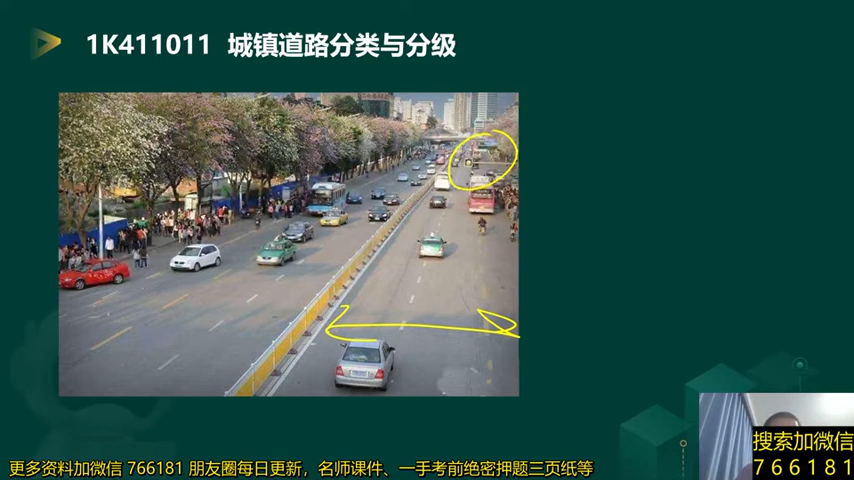 1K411011 城镇道路分类与分级
搜索加微信
766181
更多资料加微信 766181 朋友圈每日更新，名师课件、一手考前绝密押题三页纸等